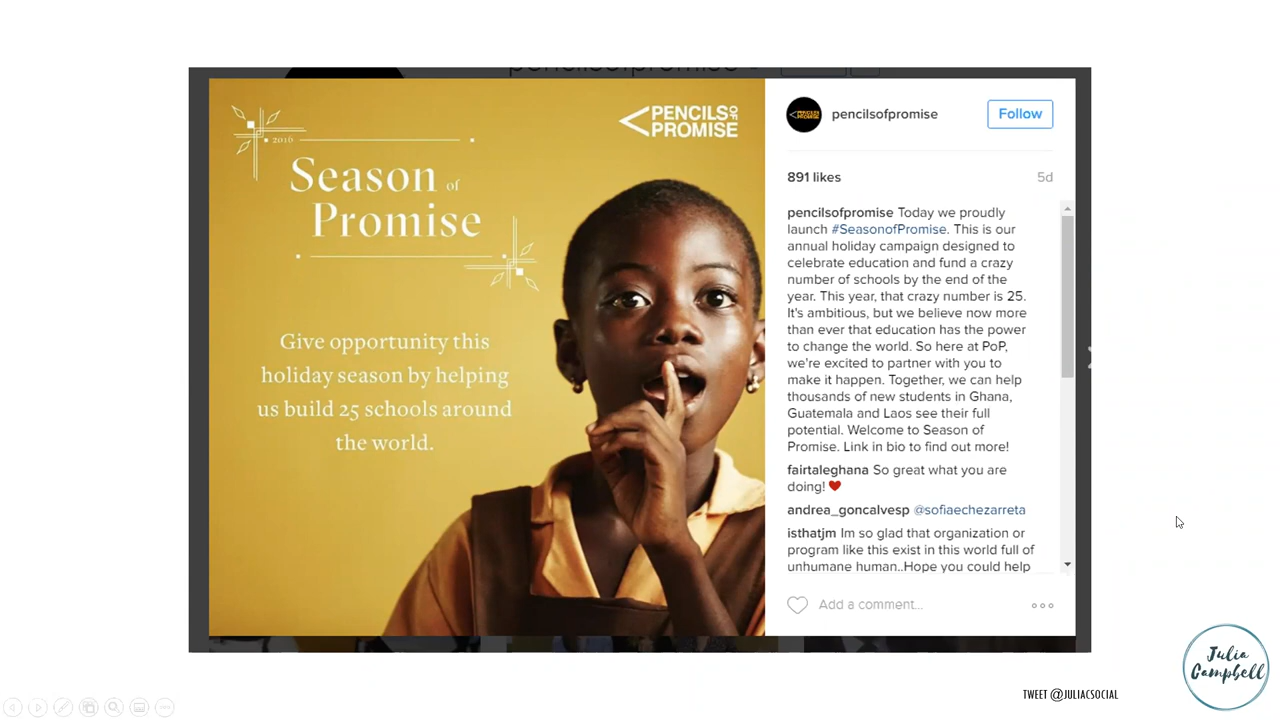 PENCILS OF
PROMISE
2016
Season of
Promise
Give opportunity this
holiday season by helping
us build 25 schools around
the world.
pencilsofpromise
Follow
891 likes
5d
pencilsofpromise Today we proudly
launch #SeasonofPromise. This is our
annual holiday campaign designed to
celebrate education and fund a crazy
number of schools by the end of the
year. This year, that crazy number is 25.
It's ambitious, but we believe now more
than ever that education has the power
to change the world. So here at PoP,
we're excited to partner with you to
make it happen. Together, we can help
thousands of new students in Ghana,
Guatemala and Laos see their full
potential. Welcome to Season of
Promise. Link in bio to find out more!
fairtaleghana So great what you are
doing!
andrea_goncalvesp @sofiaechezarreta
isthatjm Im so glad that organization or
program like this exist in this world full of
unhumane human..Hope you could help
Add a comment...
TWEET @JULIACSOCIAL
Julia
Campbell